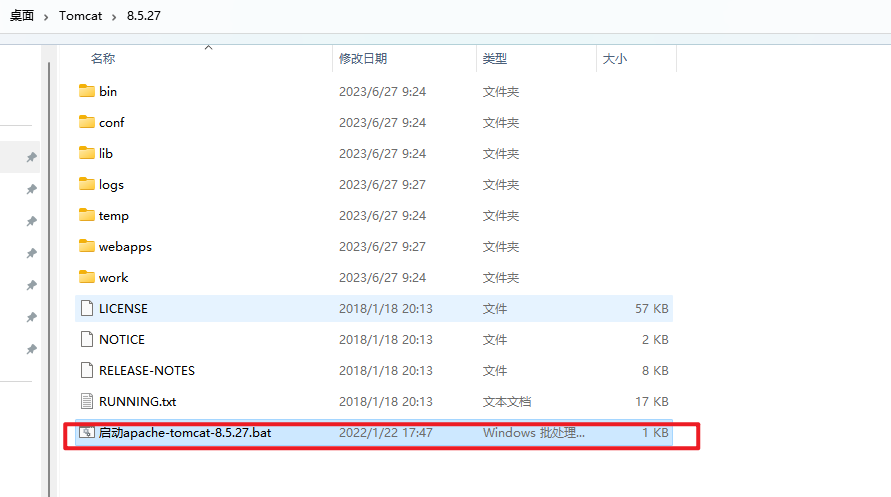 桌面 > Tomcat > 8.5.27
名称 修改日期 类型 大小
bin 2023/6/27 9:24 文件夹
conf 2023/6/27 9:24 文件夹
lib 2023/6/27 9:24 文件夹
logs 2023/6/27 9:27 文件夹
temp 2023/6/27 9:24 文件夹
webapps 2023/6/27 9:27 文件夹
work 2023/6/27 9:24 文件夹
LICENSE 2018/1/18 20:13 文件 57 KB
NOTICE 2018/1/18 20:13 文件 2 KB
RELEASE-NOTES 2018/1/18 20:13 文件 8 KB
RUNNING.txt 2018/1/18 20:13 文本文档 17 KB
启动apache-tomcat-8.5.27.bat 2022/1/22 17:47 Windows 批处理... 1 KB